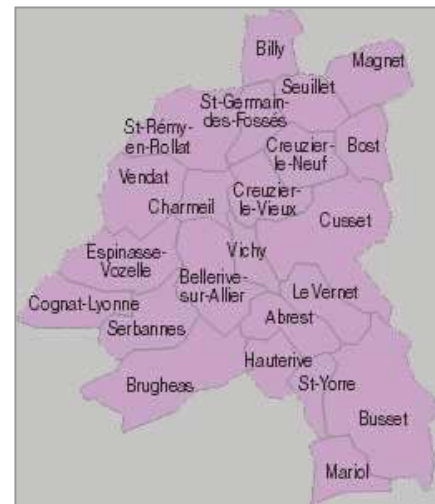 Billy
Magnet
Seuillet
St-Germain-
des-Fossés
St-Rémy-
en-Rollat
Creuzier-
le-Neuf
Bost
Vendat
Charmeil
Creuzier-
le-Vieux
Cusset
Espinasse-
Vozelle
Vichy
Bellerive-
sur-Allier
Le Vernet
Cognat-Lyonne
Serbannes
Abrest
Hauterive
St-Yorre
Brugheas
Busset
Mariol